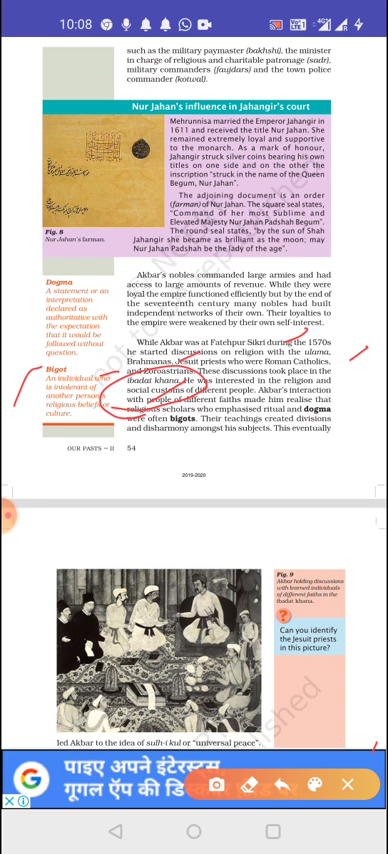 10:08
4G
R
such as the military paymaster (bakhshi), the minister
in charge of religious and charitable patronage (sadr),
military commanders (faujdars) and the town police
commander (kotwal).
Nur Jahan's influence in Jahangir's court
Mehrunnisa married the Emperor Jahangir in
1611 and received the title Nur Jahan. She
remained extremely loyal and supportive
to the monarch. As a mark of honour,
Jahangir struck silver coins bearing his own
titles on one side and on the other the
inscription "struck in the name of the Queen
Begum, Nur Jahan".
The adjoining document is an order
(farman) of Nur Jahan. The square seal states,
"Command of her most Sublime and
Elevated Majesty Nur Jahan Padshah Begum".
The round seal states, "by the sun of Shah
Jahangir she became as brilliant as the moon; may
Nur Jahan Padshah be the lady of the age".
Fig. 8
Nur Jahan's farman.
Akbar's nobles commanded large armies and had
access to large amounts of revenue. While they were
loyal the empire functioned efficiently but by the end of
the seventeenth century many nobles had built
independent networks of their own. Their loyalties to
the empire were weakened by their own self-interest.
Dogma
A statement or an
interpretation
declared as
authoritative with
the expectation
that it would be
followed without
question.
Bigot
An individual who
is intolerant of
another person's
religious beliefs or
culture.
While Akbar was at Fatehpur Sikri during the 1570s
he started discussions on religion with the ulama,
Brahmanas, Jesuit priests who were Roman Catholics,
and Zoroastrians. These discussions took place in the
ibadat khana. He was interested in the religion and
social customs of different people. Akbar's interaction
with people of different faiths made him realise that
religious scholars who emphasised ritual and dogma
were often bigots. Their teachings created divisions
and disharmony amongst his subjects. This eventually
OUR PASTS – II 54
2019-2020
Fig. 9
Akbar holding discussions
with learned individuals
of different faiths in the
ibadat khana.
?
Can you identify
the Jesuit priests
in this picture?
led Akbar to the idea of sulh-i kul or "universal peace".
not to be republished
पाइए अपने इंटरेस्ट
गूगल ऍप की